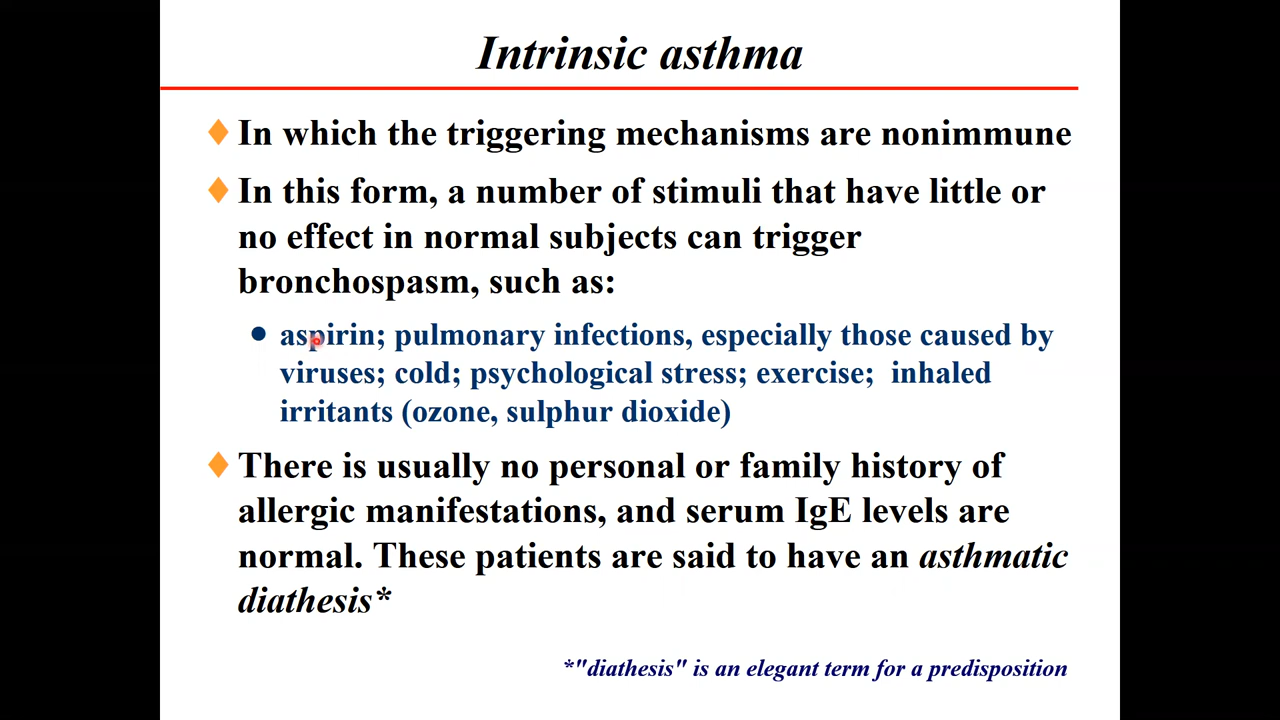 Intrinsic asthma
In which the triggering mechanisms are nonimmune
In this form, a number of stimuli that have little or
no effect in normal subjects can trigger
bronchospasm, such as:
aspirin; pulmonary infections, especially those caused by
viruses; cold; psychological stress; exercise; inhaled
irritants (ozone, sulphur dioxide)
There is usually no personal or family history of
allergic manifestations, and serum IgE levels are
normal. These patients are said to have an asthmatic
diathesis*
*"diathesis" is an elegant term for a predisposition